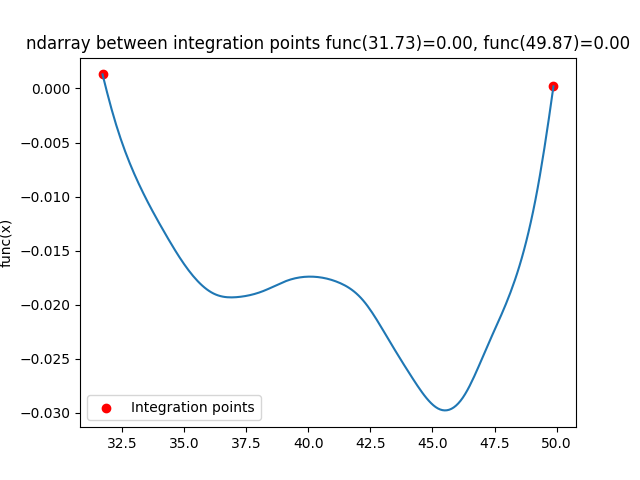 ndarray between integration points func(31.73)=0.00, func(49.87)=0.00
0.000
−0.005
−0.010
−0.015
−0.020
−0.025
−0.030
func(x)
Integration points
32.5 35.0 37.5 40.0 42.5 45.0 47.5 50.0